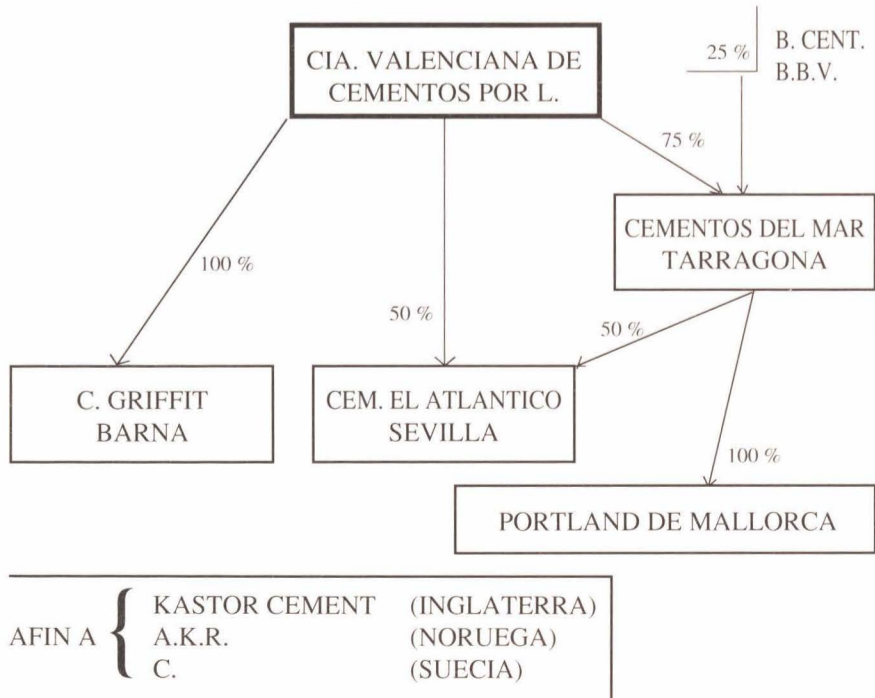 CIA. VALENCIANA DE
CEMENTOS POR L.
25 %
B. CENT.
B.B.V.
75 %
CEMENTOS DEL MAR
TARRAGONA
100 %
50 %
50 %
C. GRIFFIT
BARNA
CEM. EL ATLANTICO
SEVILLA
100 %
PORTLAND DE MALLORCA
AFIN A { KASTOR CEMENT (INGLATERRA)
A.K.R. (NORUEGA)
C. (SUECIA)